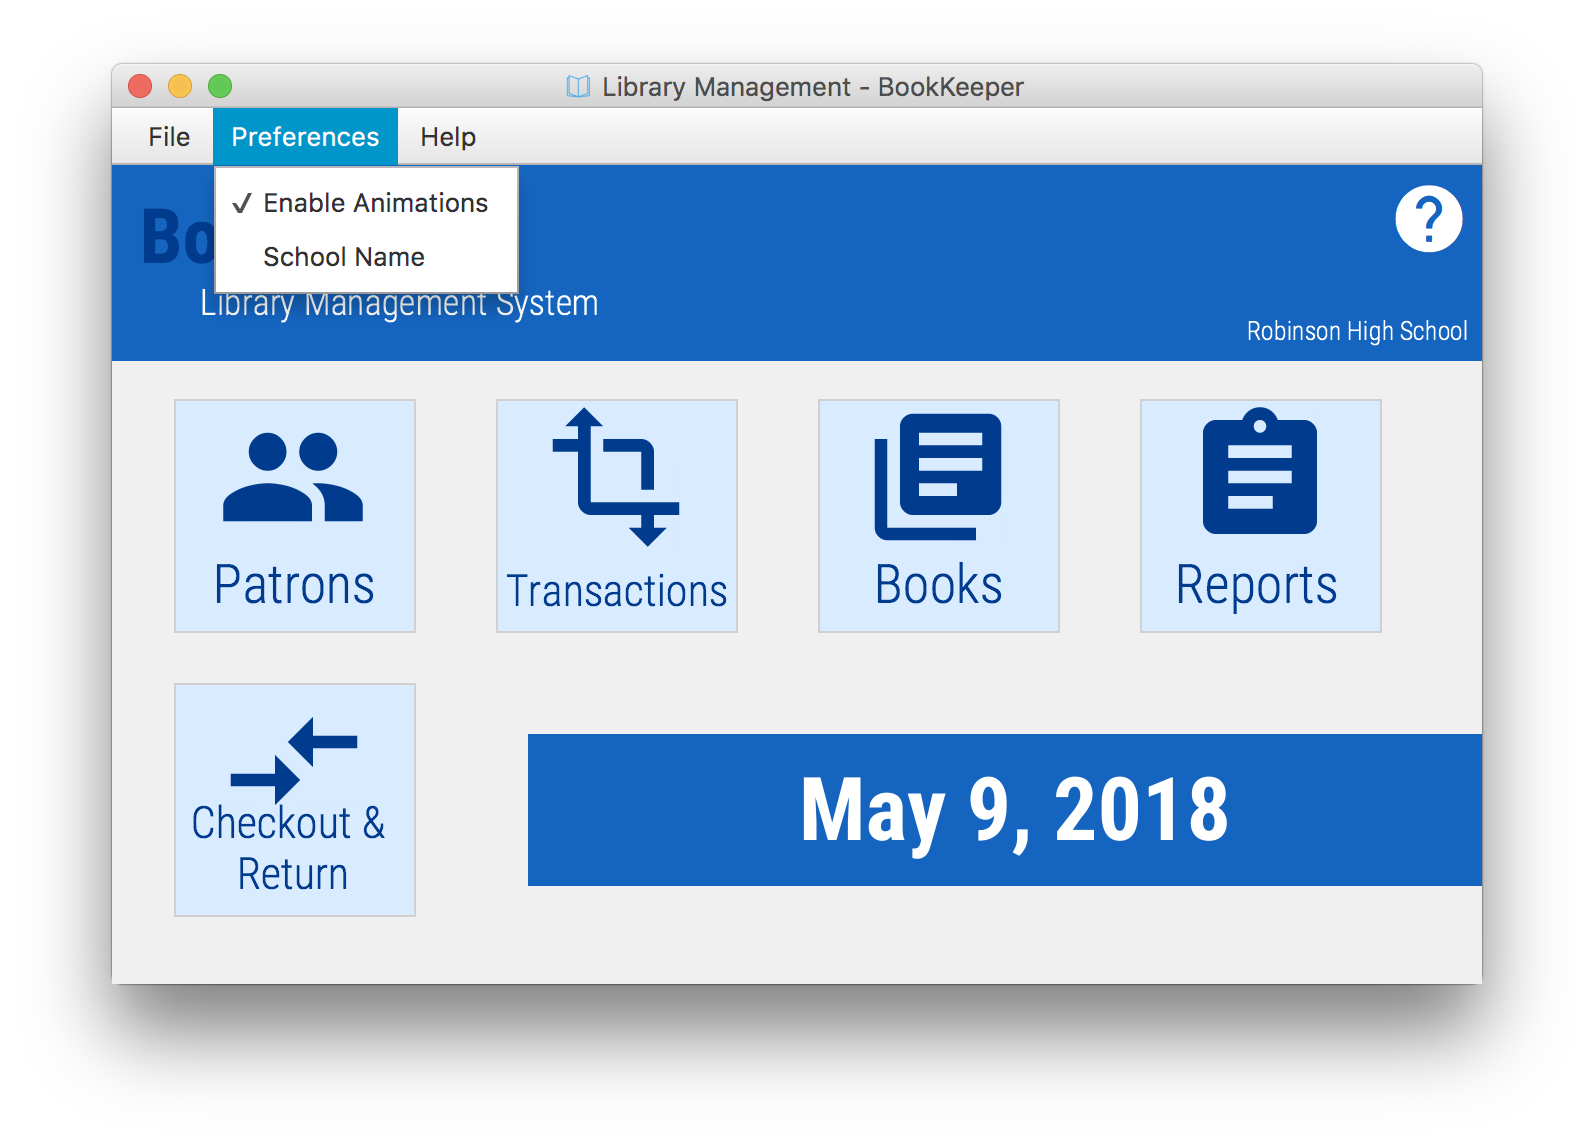 Library Management - BookKeeper
File Preferences Help
✓ Enable Animations
School Name
Bo
?
Library Management System
Robinson High School
Patrons
Transactions
Books
Reports
Checkout &
Return
May 9, 2018